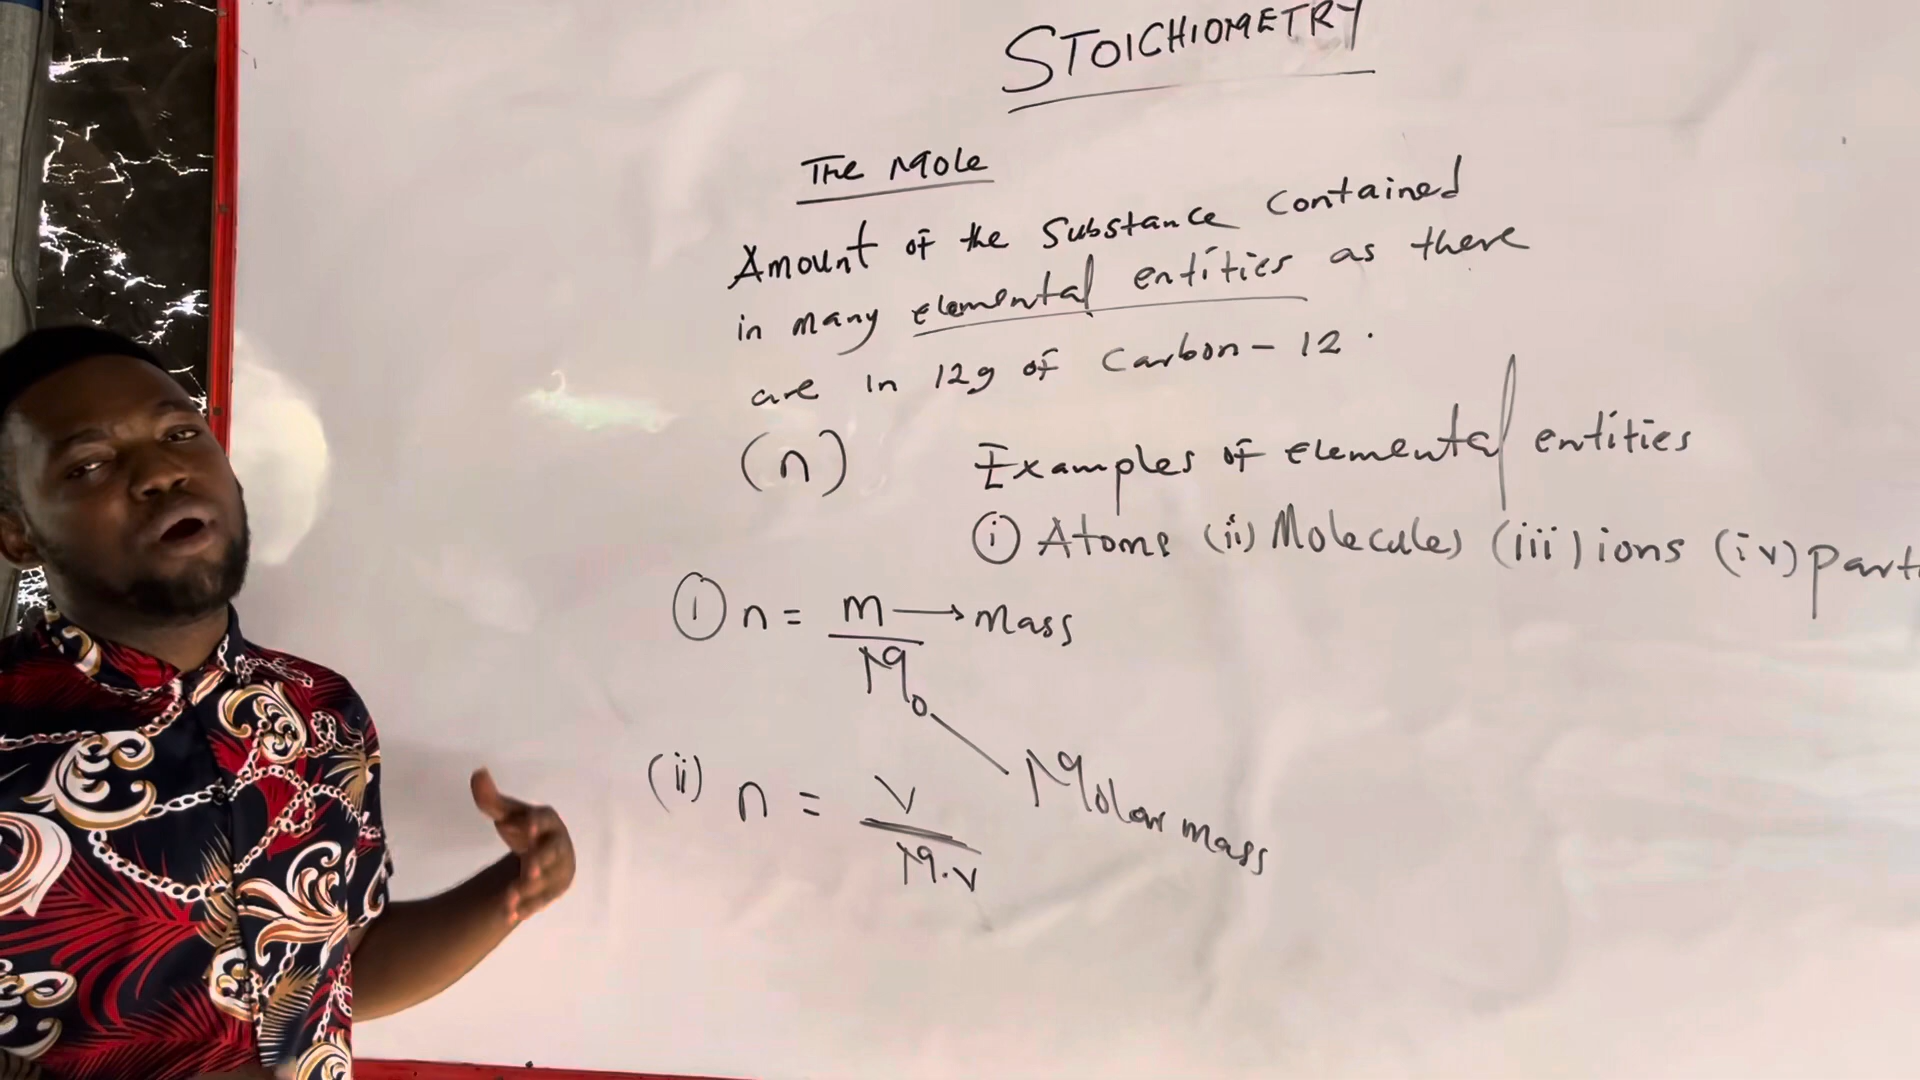 STOICHIOMETRY
The Mole
Amount of the Substance contained
in many elemental entities as there
are in 12g of Carbon-12.
(n)
Examples of elemental entities
(i) Atoms (ii) Molecules (iii) ions (iv) part
(i) n = m/Mo → mass
Molar mass
(ii) n = v/M.v